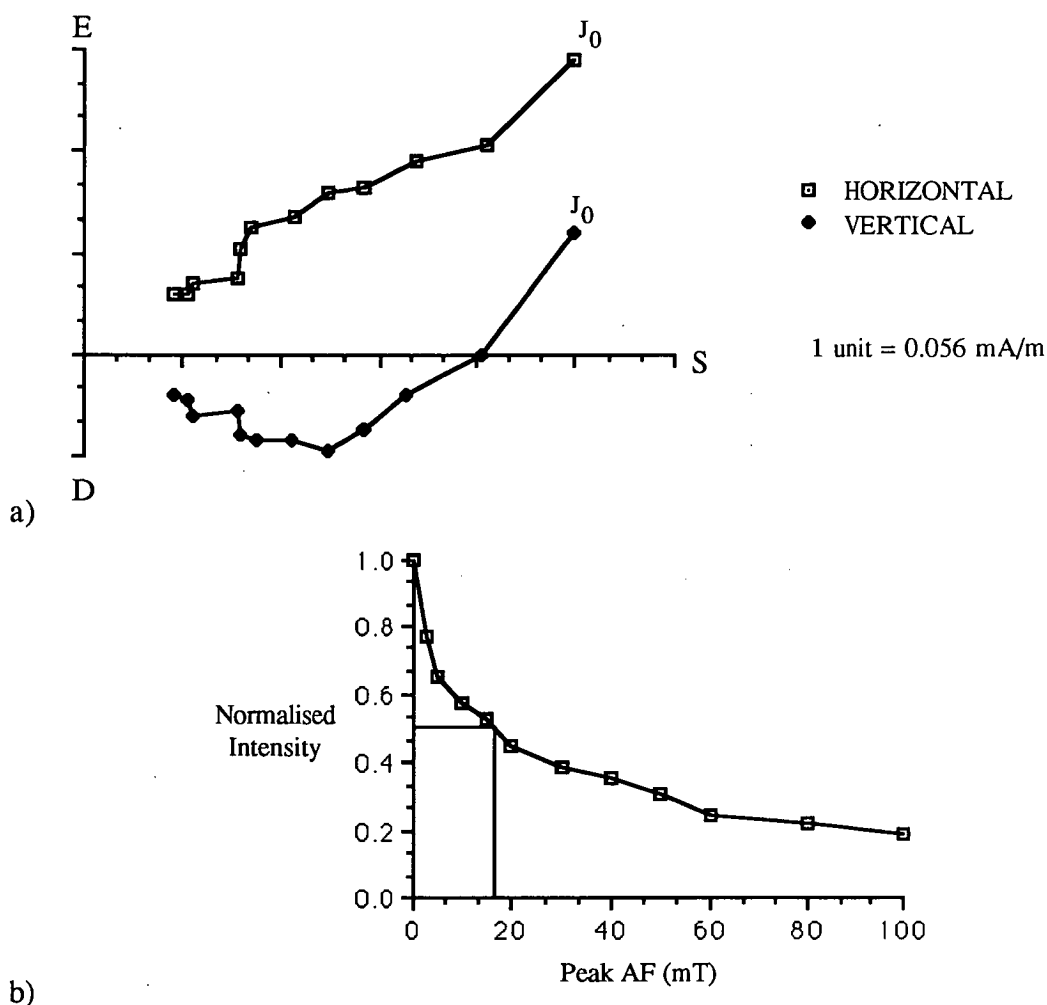 E
J0
J0
HORIZONTAL
VERTICAL
S
1 unit = 0.056 mA/m
D
a)
1.0
0.8
0.6
Normalised
Intensity
0.4
0.2
0.0
0 20 40 60 80 100
Peak AF (mT)
b)